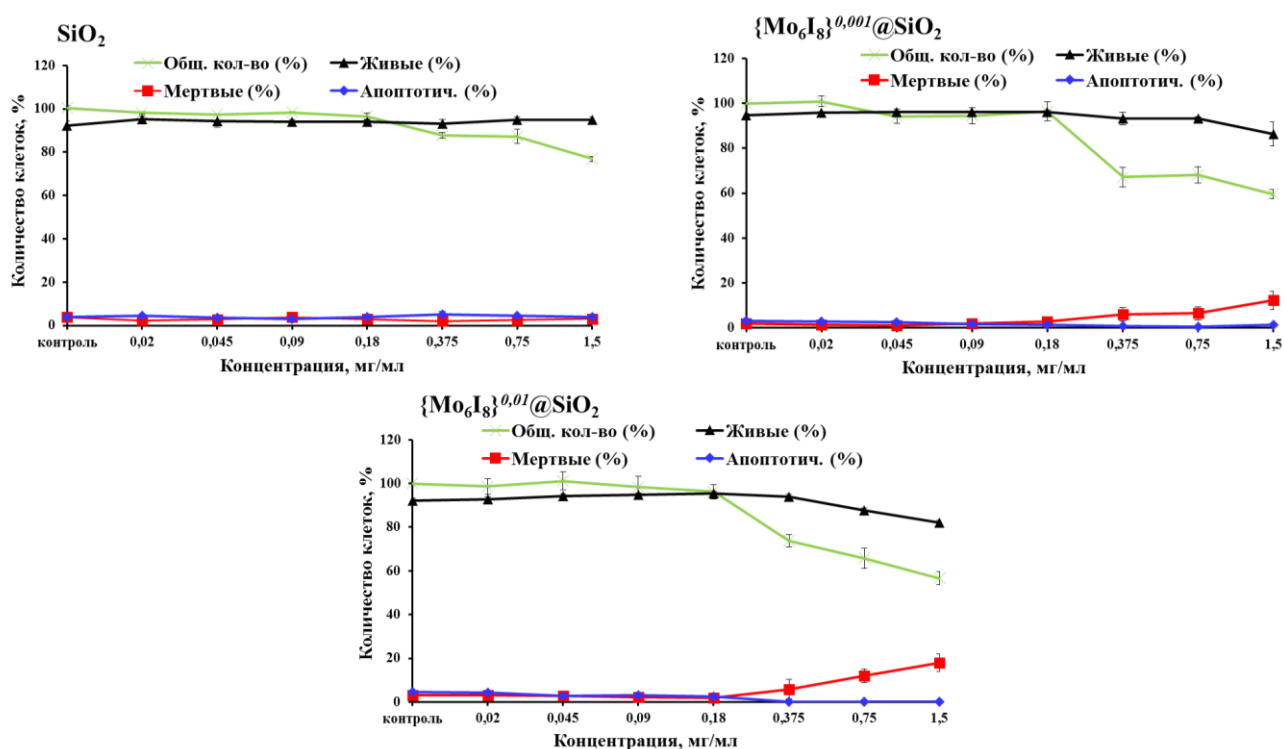 SiO₂
Общ. кол-во (%) Живые (%)
Мертвые (%) Апоптотич. (%)
Количество клеток, %
120
100
80
60
40
20
0
контроль 0,02 0,045 0,09 0,18 0,375 0,75 1,5
Концентрация, мг/мл
{Mo₆I₈}⁰,⁰⁰¹@SiO₂
Общ. кол-во (%) Живые (%)
Мертвые (%) Апоптотич. (%)
Количество клеток, %
120
100
80
60
40
20
0
контроль 0,02 0,045 0,09 0,18 0,375 0,75 1,5
Концентрация, мг/мл
{Mo₆I₈}⁰,⁰¹@SiO₂
Общ. кол-во (%) Живые (%)
Мертвые (%) Апоптотич. (%)
Количество клеток, %
120
100
80
60
40
20
0
контроль 0,02 0,045 0,09 0,18 0,375 0,75 1,5
Концентрация, мг/мл